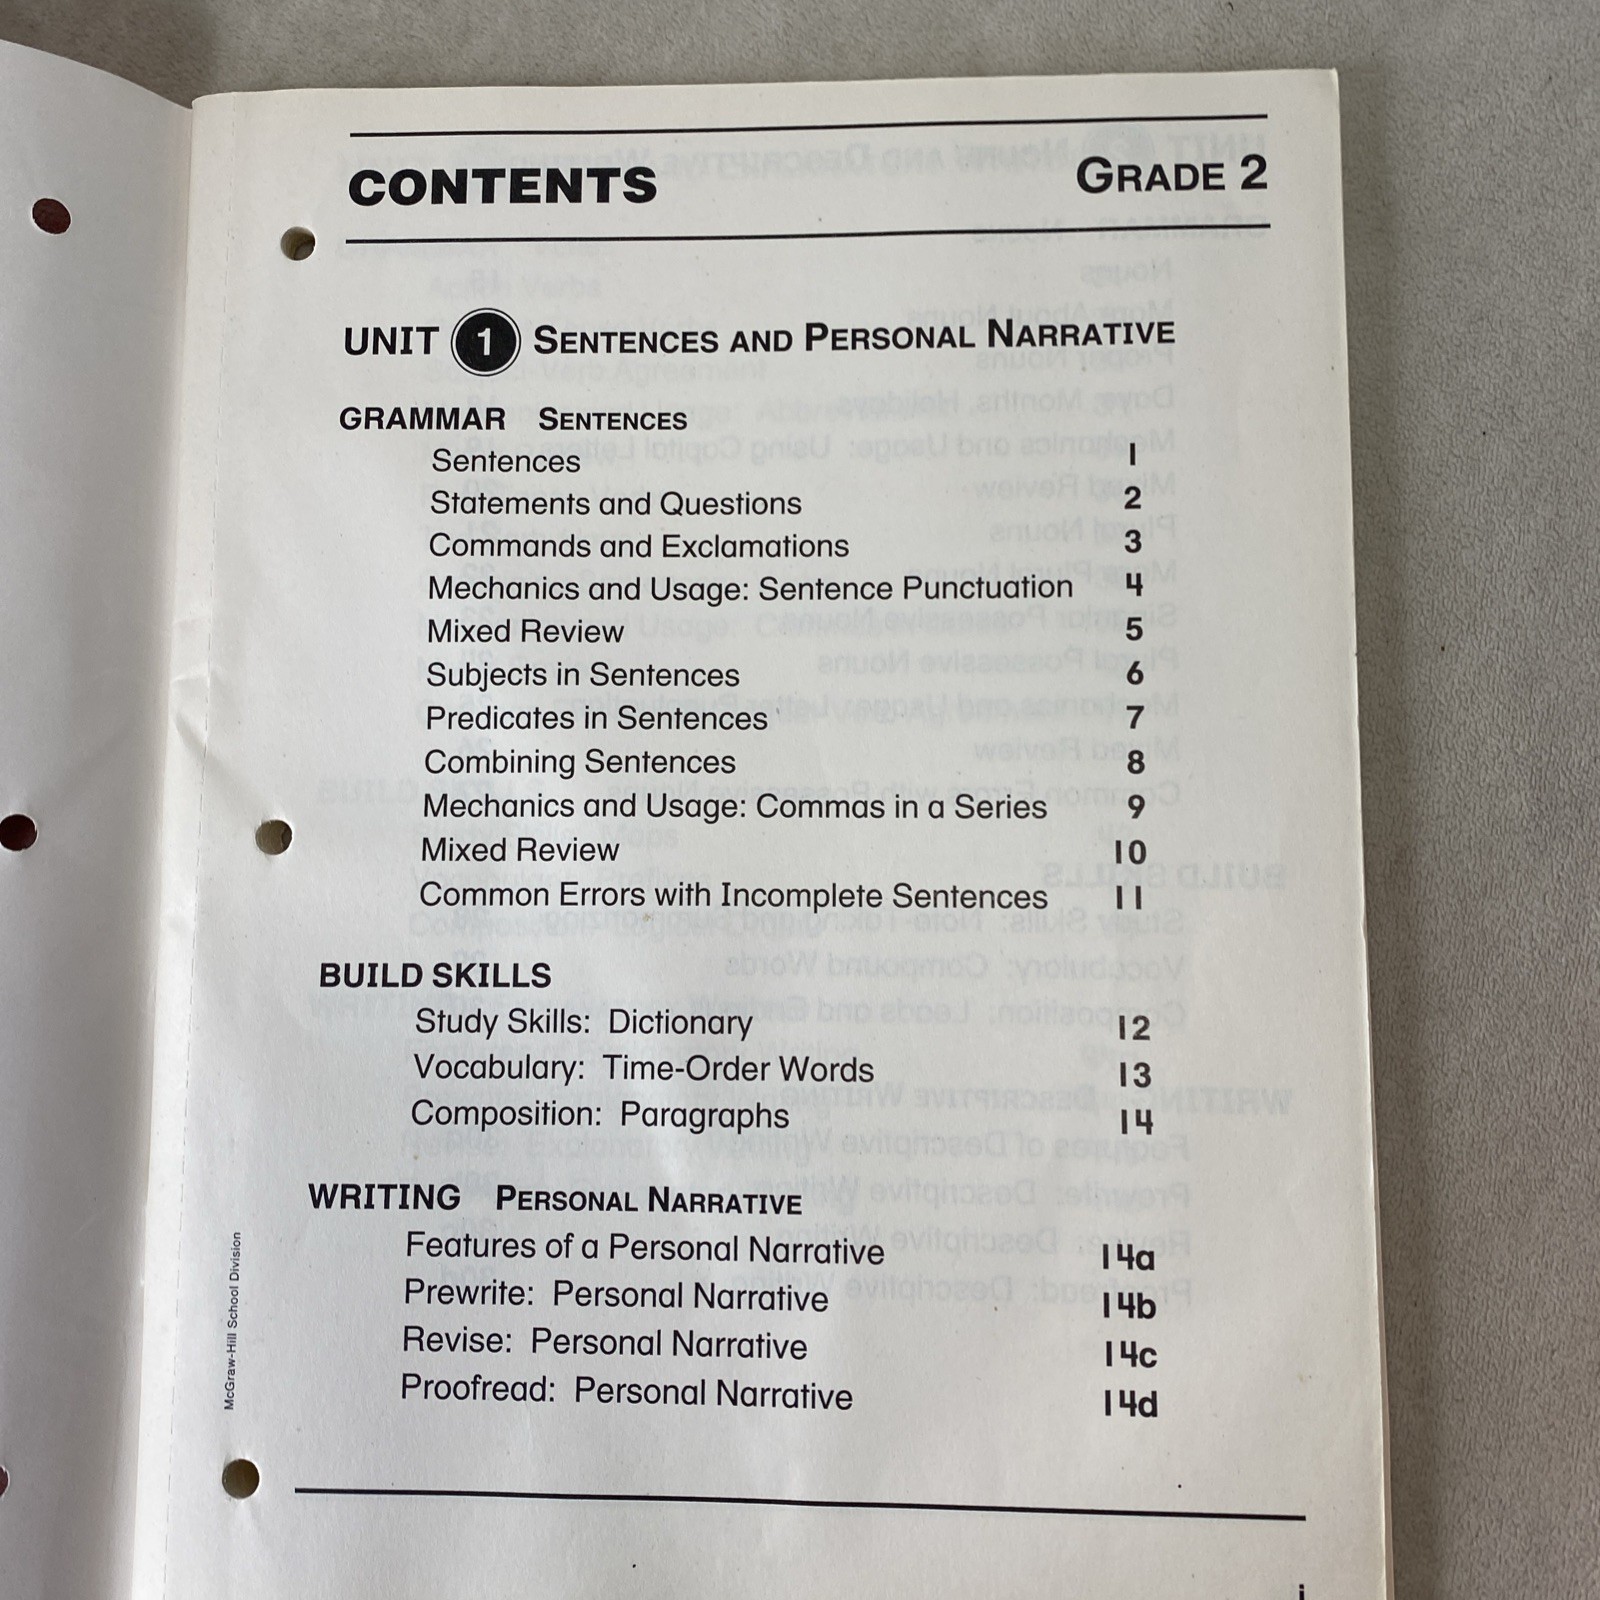 CONTENTS GRADE 2
UNIT 1 SENTENCES AND PERSONAL NARRATIVE
GRAMMAR SENTENCES
Sentences 1
Statements and Questions 2
Commands and Exclamations 3
Mechanics and Usage: Sentence Punctuation 4
Mixed Review 5
Subjects in Sentences 6
Predicates in Sentences 7
Combining Sentences 8
Mechanics and Usage: Commas in a Series 9
Mixed Review 10
Common Errors with Incomplete Sentences 11
BUILD SKILLS
Study Skills: Dictionary 12
Vocabulary: Time-Order Words 13
Composition: Paragraphs 14
WRITING PERSONAL NARRATIVE
Features of a Personal Narrative 14a
Prewrite: Personal Narrative 14b
Revise: Personal Narrative 14c
Proofread: Personal Narrative 14d
McGraw-Hill School Division
i